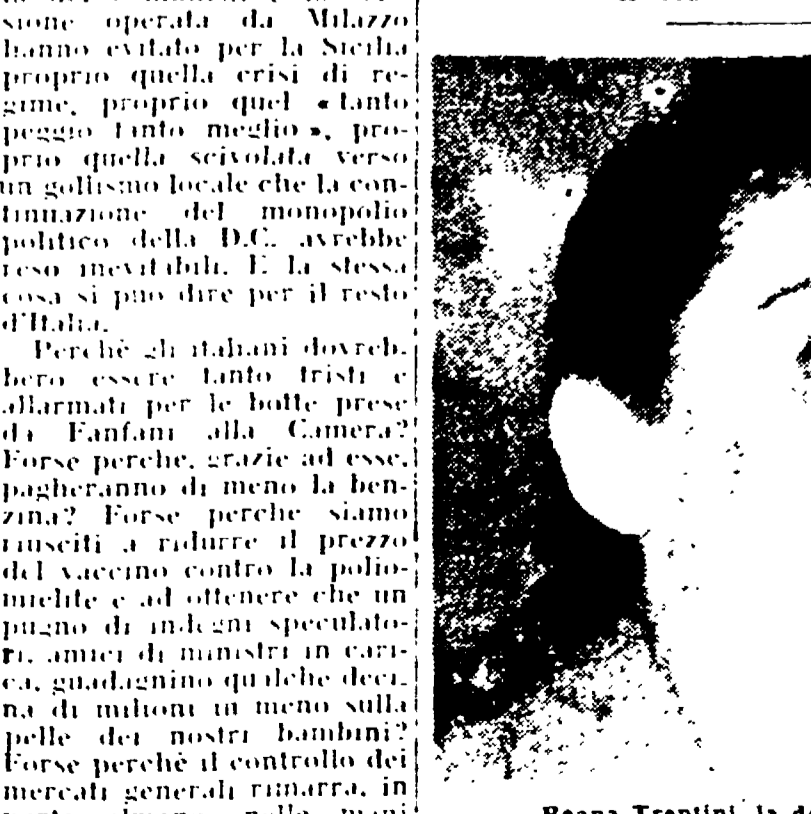 sione operata da Milazzo
hanno evitato per la Sicilia
proprio quella crisi di re-
gime, proprio quel « tanto
peggio tanto meglio », pro-
prio quella scivolata verso
un gollismo locale che la con-
tinuazione del monopolio
politico della D.C. avrebbe
reso inevitabili. E la stessa
cosa si può dire per il resto
d'Italia.
Perchè gli italiani dovreb-
bero essere tanto tristi e
allarmati per le botte prese
da Fanfani alla Camera?
Forse perchè, grazie ad esse,
pagheranno di meno la ben-
zina? Forse perchè siamo
riusciti a ridurre il prezzo
del vaccino contro la polio-
mielite e ad ottenere che un
pugno di indegni speculato-
ri, amici di ministri in cari-
ca, guadagnino qualche deci-
na di milioni in meno sulla
pelle dei nostri bambini?
Forse perchè il controllo dei
mercati generali rimarrà, in
nelle mani
Reana Trentini, la